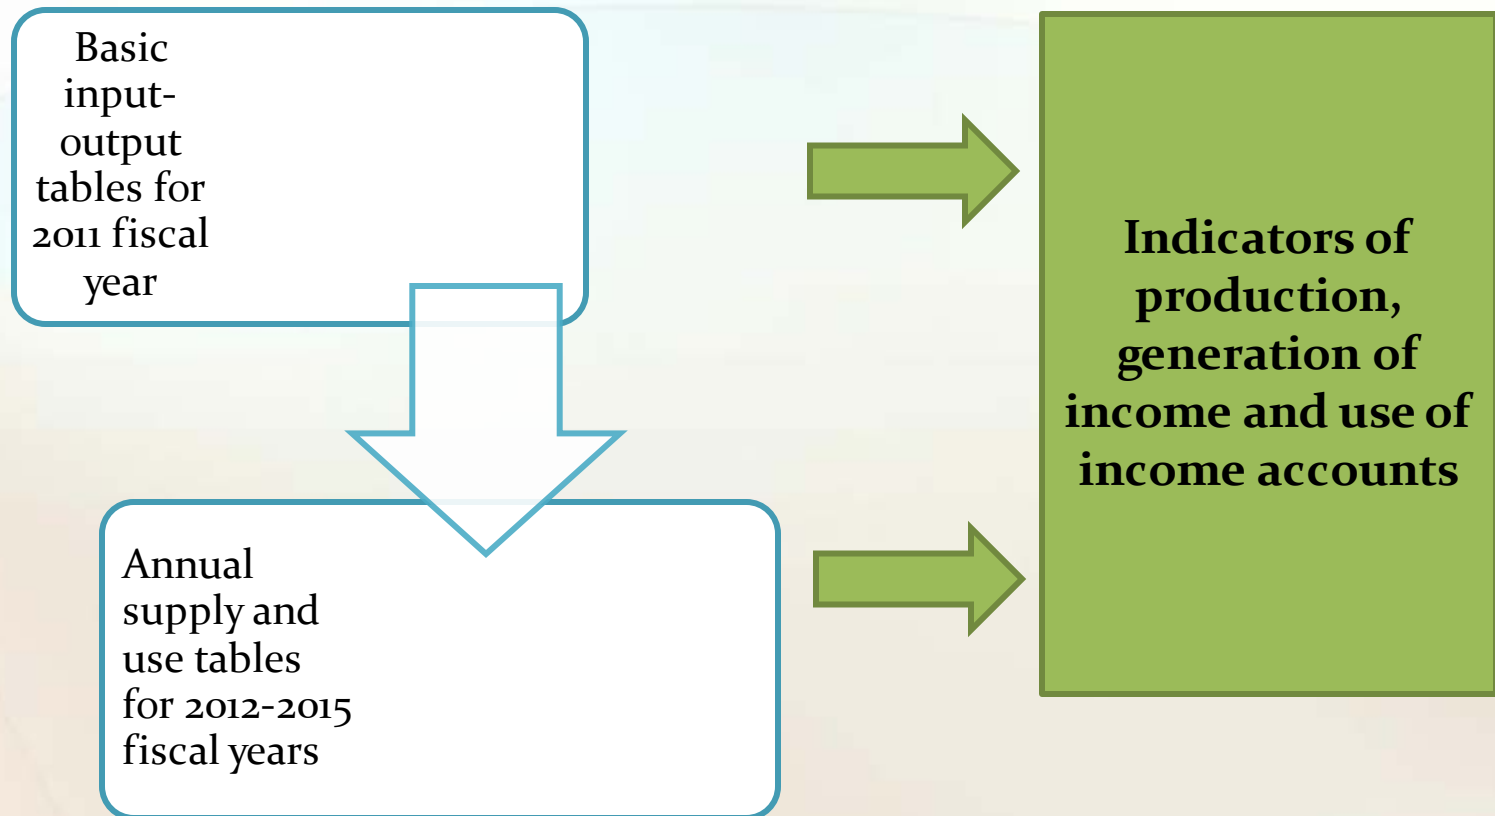 Basic
input-
output
tables for
2011 fiscal
year
Annual
supply and
use tables
for 2012-2015
fiscal years
Indicators of
production,
generation of
income and use of
income accounts